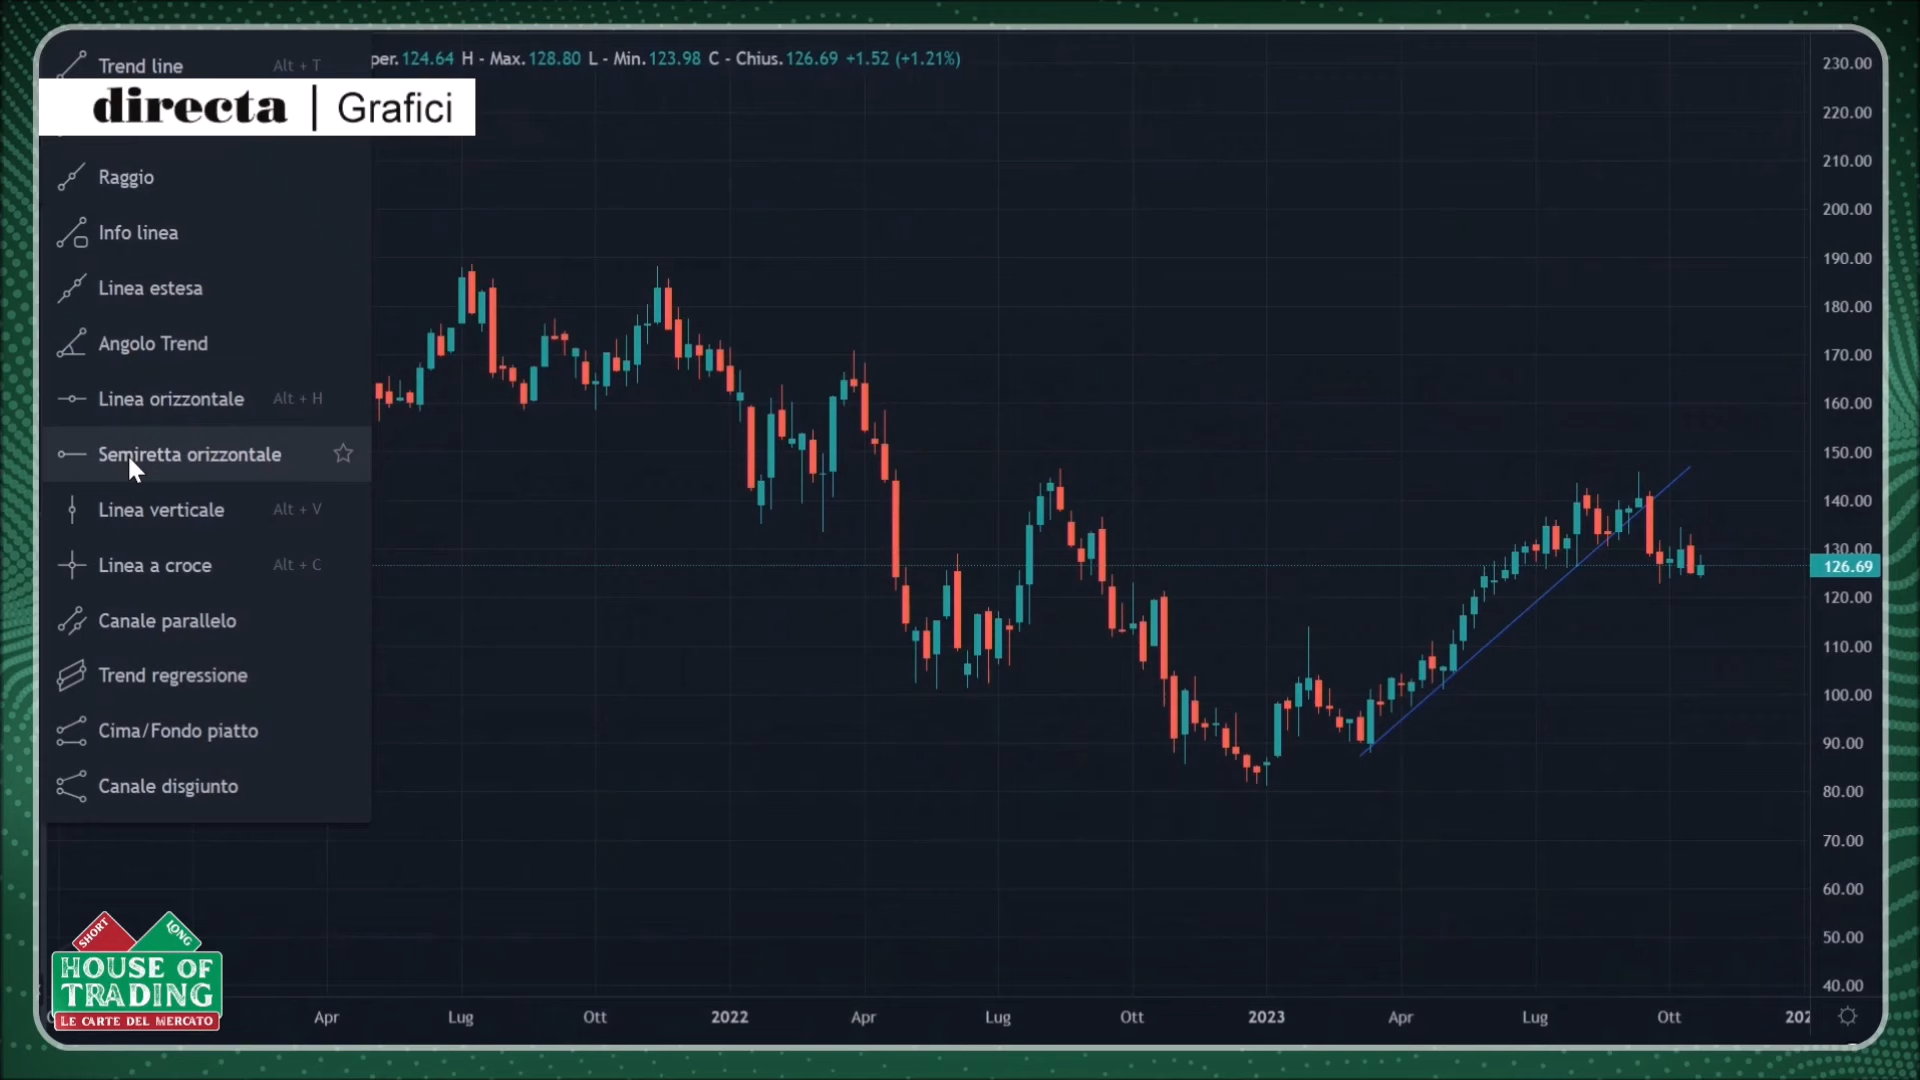 Trend line Alt + T
per.124.64 H - Max.128.80 L - Min.123.98 C - Chius.126.69 +1.52 (+1.21%)
directa | Grafici
Raggio
Info linea
Linea estesa
Angolo Trend
Linea orizzontale Alt + H
Semiretta orizzontale
Linea verticale Alt + V
Linea a croce Alt + C
Canale parallelo
Trend regressione
Cima/Fondo piatto
Canale disgiunto
230.00
220.00
210.00
200.00
190.00
180.00
170.00
160.00
150.00
140.00
130.00
126.69
120.00
110.00
100.00
90.00
80.00
70.00
60.00
50.00
40.00
SHORT LONG
HOUSE OF
TRADING
LE CARTE DEL MERCATO
Apr Lug Ott 2022 Apr Lug Ott 2023 Apr Lug Ott 202